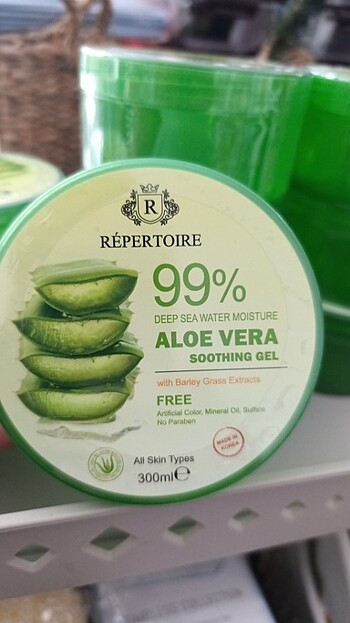 R
RÉPERTOIRE
99%
DEEP SEA WATER MOISTURE
ALOE VERA
SOOTHING GEL
with Barley Grass Extracts
FREE
Artificial Color, Mineral Oil, Sulfate
No Paraben
MADE IN
KOREA
All Skin Types
300ml℮